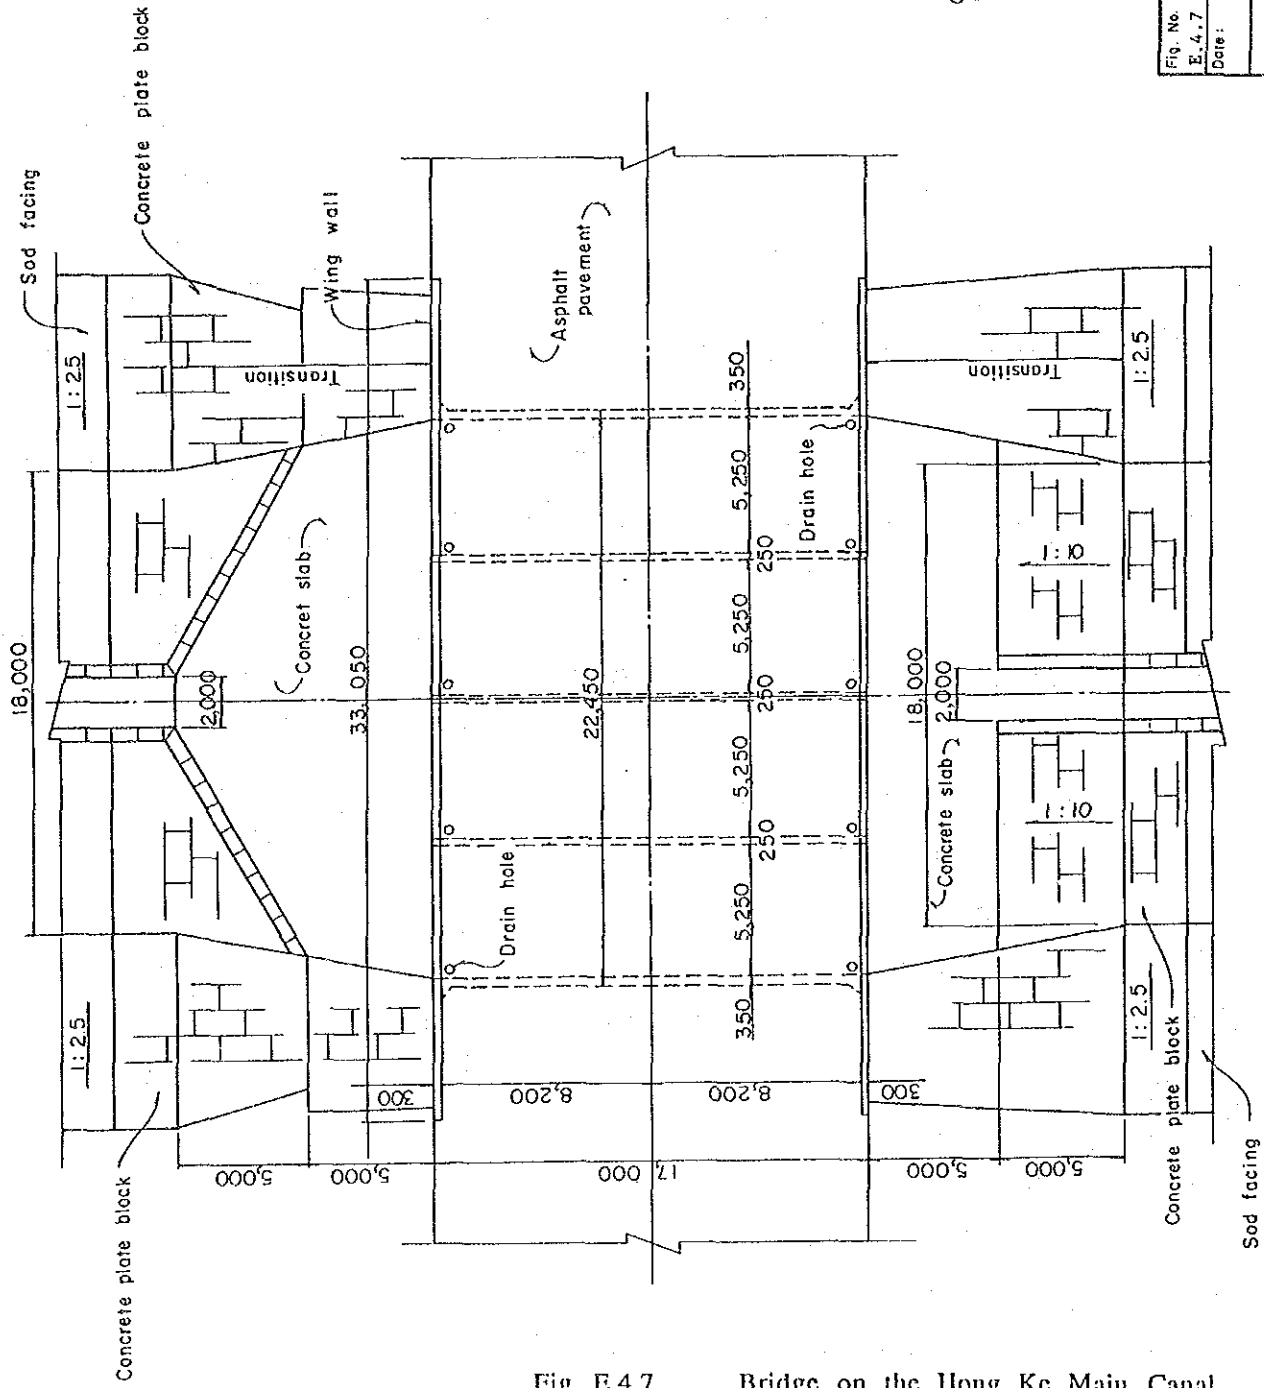 Fig. No.
E.4.7
Date:
Concrete plate block
Sod facing
1:2.5
18,000
Transition
Wing wall
2,000
Concret slab
33,050
Asphalt
pavement
1:2.5
Concrete plate block
300
8,200
8,200
300
5,000
5,000
17,000
5,000
5,000
22,450
350
5,250
250
5,250
250
5,250
250
5,250
350
Drain hole
Drain hole
18,000
2,000
Concrete slab
Transition
1:10
1:10
1:2.5
1:2.5
Concrete plate block
Sod facing
Fig. E.4.7 Bridge on the Hong Ke Main Canal